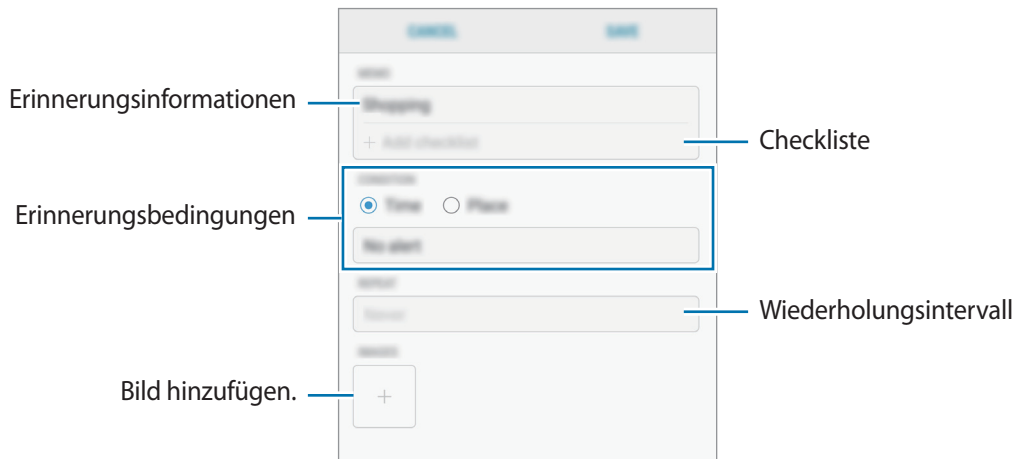 CANCEL
SAVE
MEMO
Erinnerungsinformationen
Shopping
+ Add checklist
Checkliste
CONDITION
Erinnerungsbedingungen
Time
Place
No alert
REPEAT
Never
Wiederholungsintervall
IMAGES
Bild hinzufügen.
+